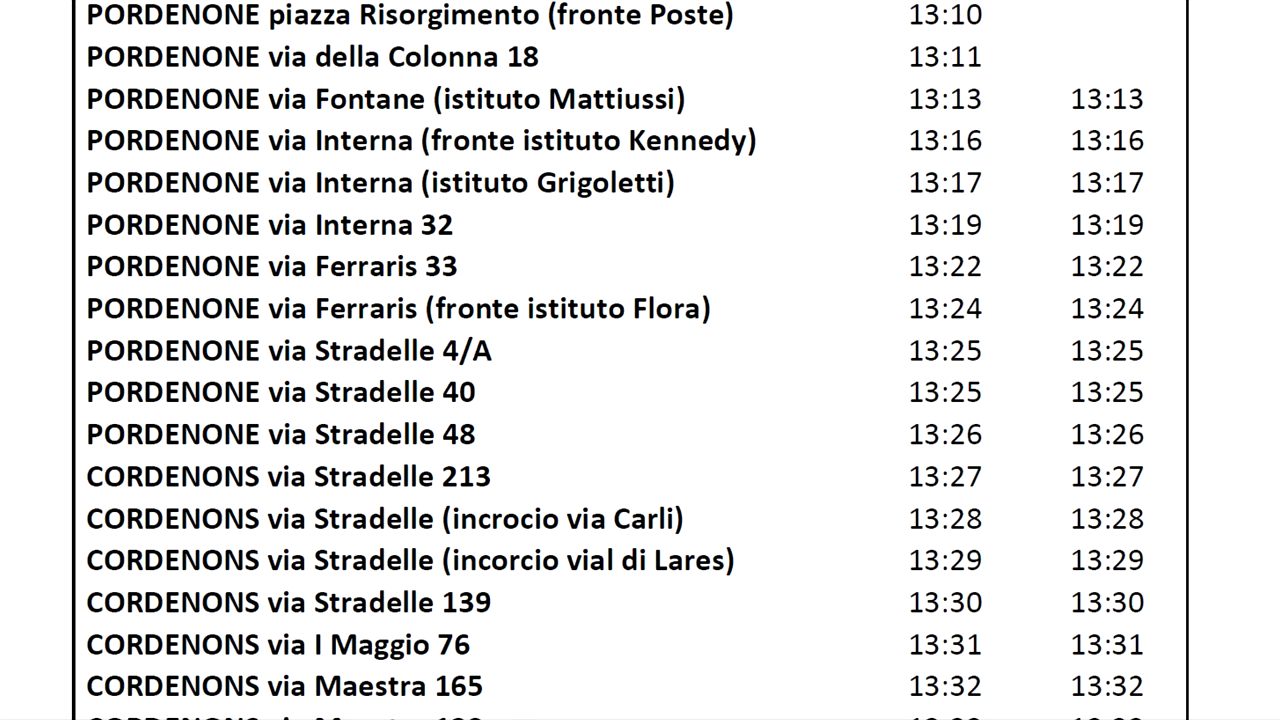 PORDENONE piazza Risorgimento (fronte Poste) 13:10
PORDENONE via della Colonna 18 13:11
PORDENONE via Fontane (istituto Mattiussi) 13:13 13:13
PORDENONE via Interna (fronte istituto Kennedy) 13:16 13:16
PORDENONE via Interna (istituto Grigoletti) 13:17 13:17
PORDENONE via Interna 32 13:19 13:19
PORDENONE via Ferraris 33 13:22 13:22
PORDENONE via Ferraris (fronte istituto Flora) 13:24 13:24
PORDENONE via Stradelle 4/A 13:25 13:25
PORDENONE via Stradelle 40 13:25 13:25
PORDENONE via Stradelle 48 13:26 13:26
CORDENONS via Stradelle 213 13:27 13:27
CORDENONS via Stradelle (incrocio via Carli) 13:28 13:28
CORDENONS via Stradelle (incorcio vial di Lares) 13:29 13:29
CORDENONS via Stradelle 139 13:30 13:30
CORDENONS via I Maggio 76 13:31 13:31
CORDENONS via Maestra 165 13:32 13:32